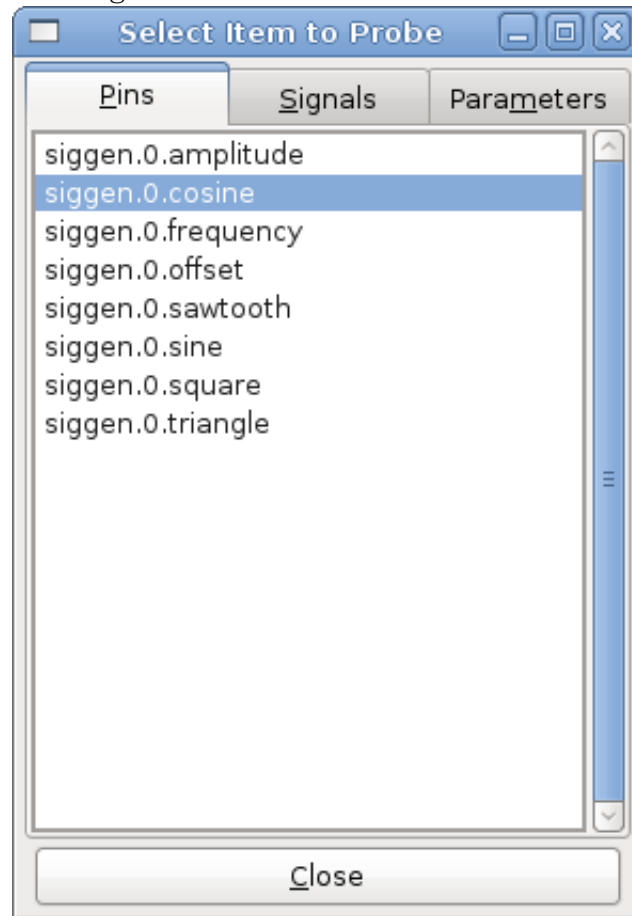 Select Item to Probe
Pins Signals Parameters
siggen.0.amplitude
siggen.0.cosine
siggen.0.frequency
siggen.0.offset
siggen.0.sawtooth
siggen.0.sine
siggen.0.square
siggen.0.triangle
Close